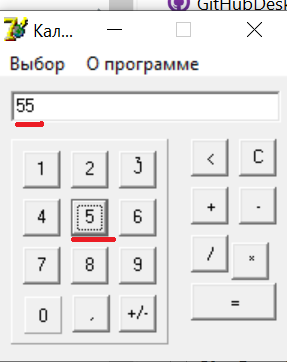 GitHubDesk
Кал...
Выбор О программе
55
1 2 3 < C
4 5 6 + -
7 8 9 / *
0 , +/- =